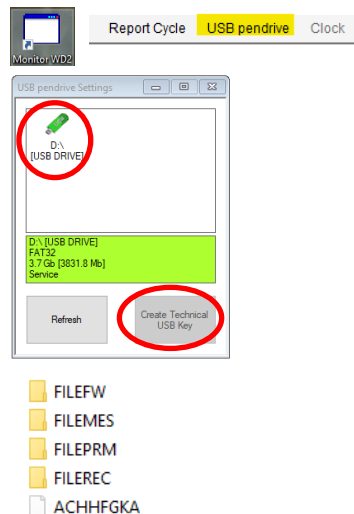 Monitor WD2
Report Cycle USB pendrive Clock
USB pendrive Settings
D:\
[USB DRIVE]
D:\ [USB DRIVE]
FAT32
3.7 Gb [3831.8 Mb]
Service
Refresh
Create Technical
USB Key
FILEFW
FILEMES
FILEPRM
FILEREC
ACHHFGKA